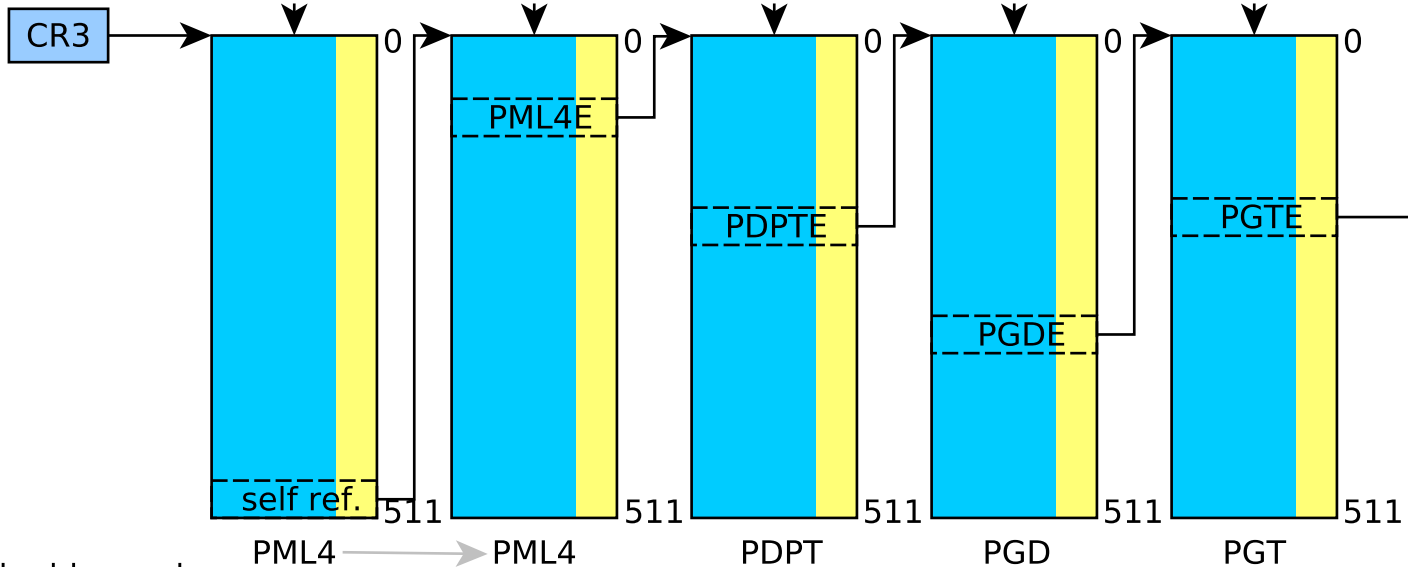 CR3
0
0
0
0
0
PML4E
PDPTE
PGTE
PGDE
self ref.
511
511
511
511
511
PML4
PML4
PDPT
PGD
PGT